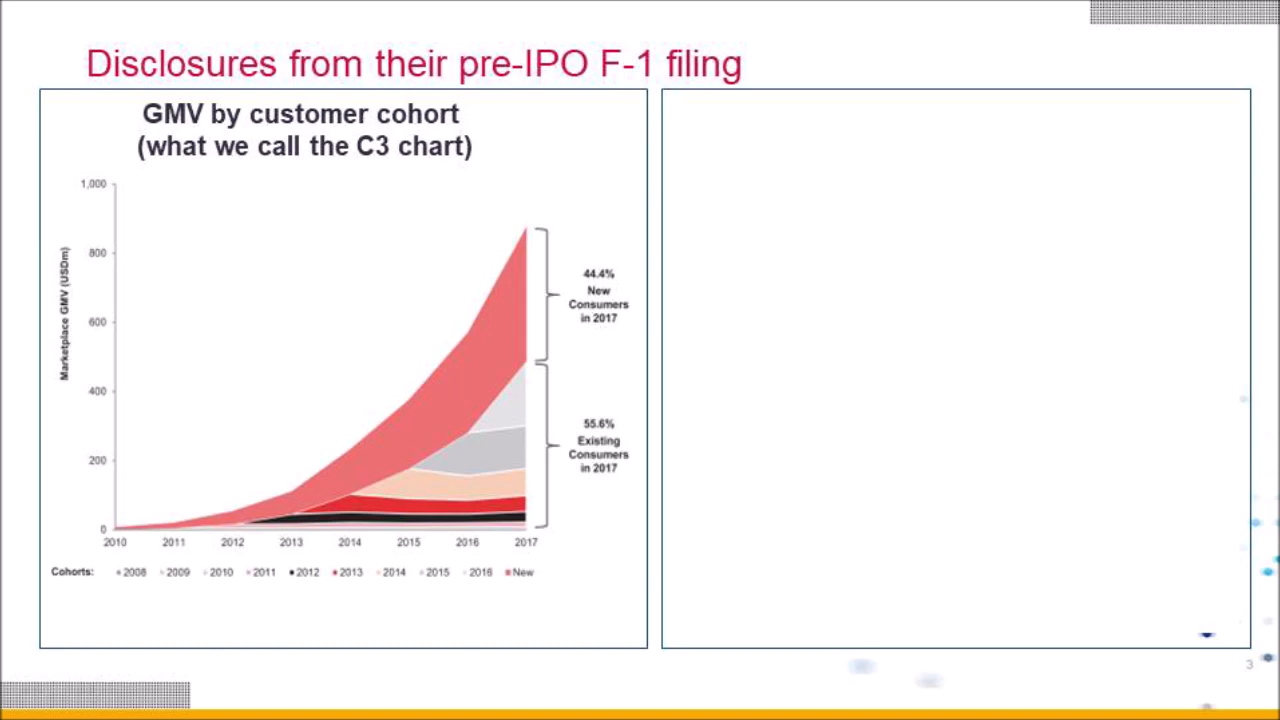 Disclosures from their pre-IPO F-1 filing
GMV by customer cohort
(what we call the C3 chart)
1,000
800
600
400
200
0
Marketplace GMV (USDm)
44.4%
New
Consumers
in 2017
55.6%
Existing
Consumers
in 2017
2010 2011 2012 2013 2014 2015 2016 2017
Cohorts: 2008 2009 2010 2011 2012 2013 2014 2015 2016 New
3